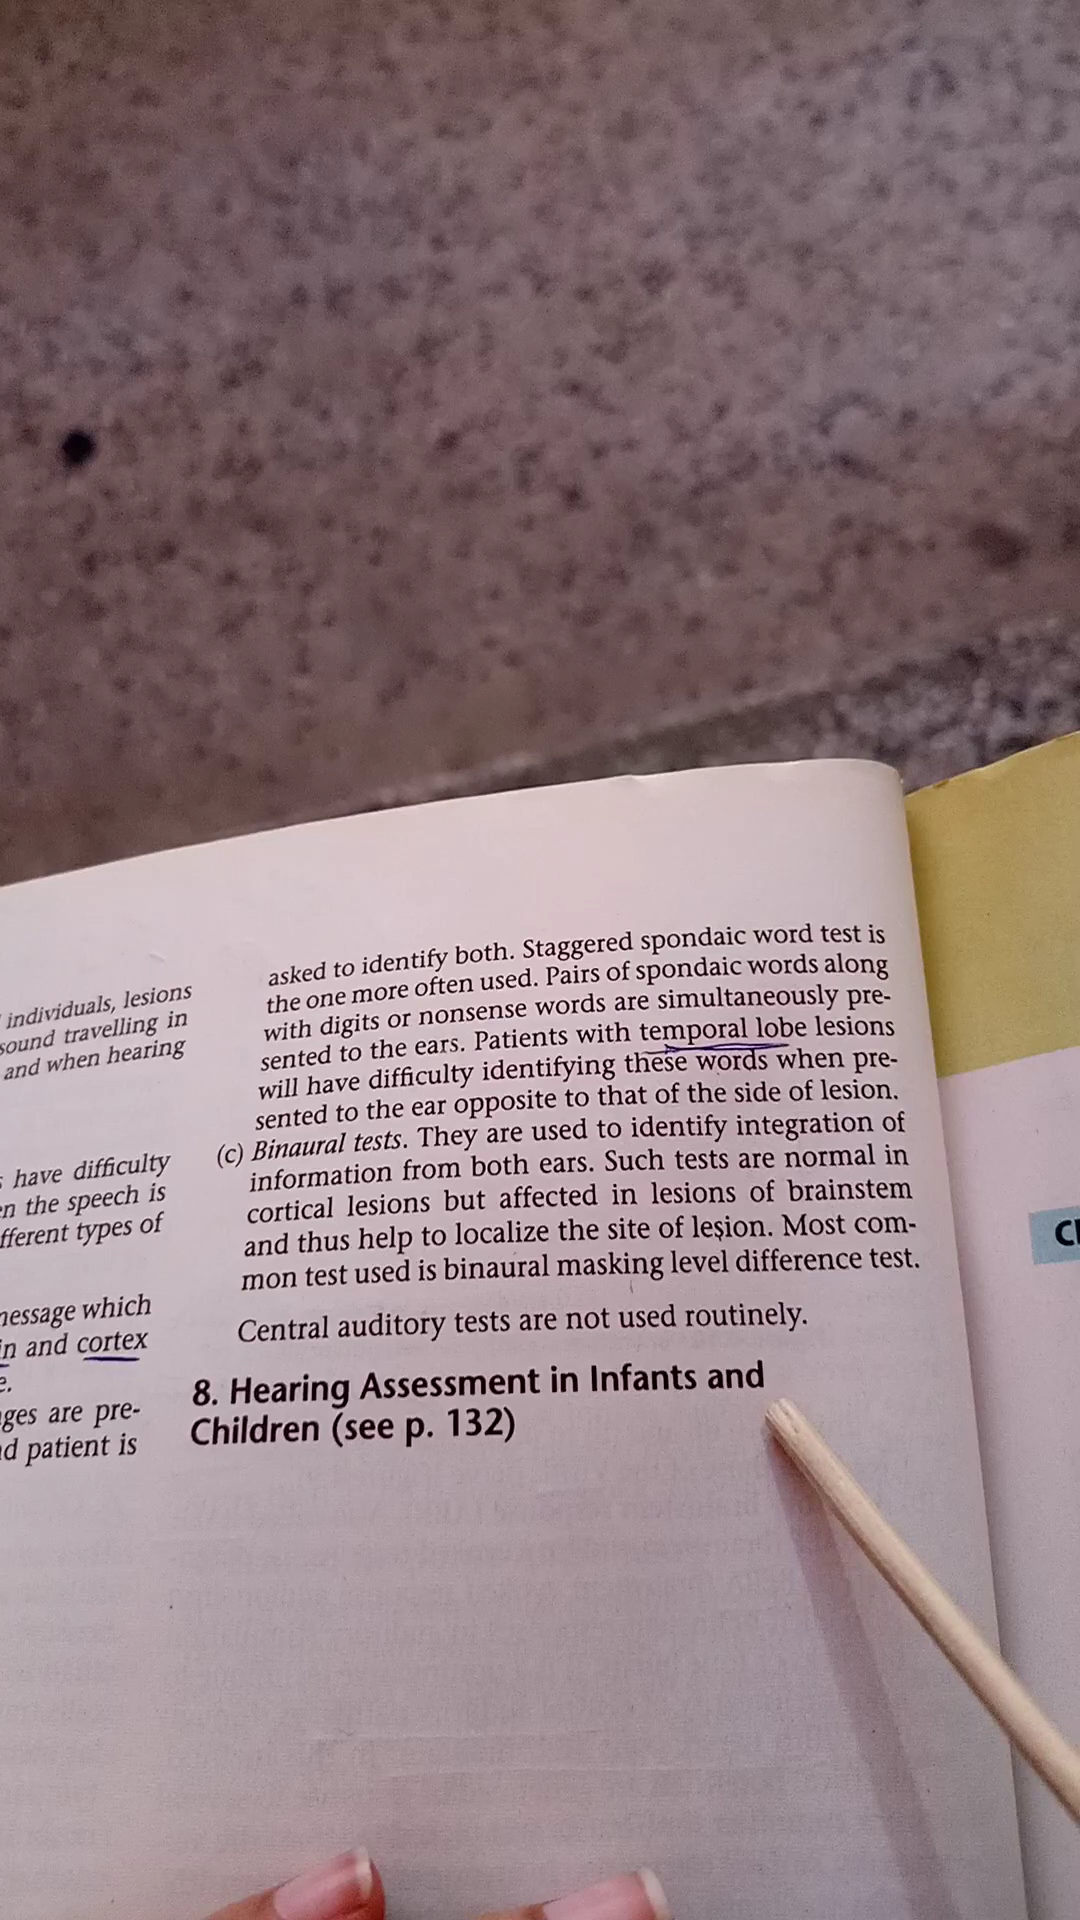 individuals, lesions
sound travelling in
and when hearing
have difficulty
the speech is
types of
which
and cortex
are pre-
patient is
asked to identify both. Staggered spondaic word test is
the one more often used. Pairs of spondaic words along
with digits or nonsense words are simultaneously pre-
sented to the ears. Patients with temporal lobe lesions
will have difficulty identifying these words when pre-
sented to the ear opposite to that of the side of lesion.
(c) Binaural tests. They are used to identify integration of
information from both ears. Such tests are normal in
cortical lesions but affected in lesions of brainstem
and thus help to localize the site of lesion. Most com-
mon test used is binaural masking level difference test.
Central auditory tests are not used routinely.
8. Hearing Assessment in Infants and
Children (see p. 132)